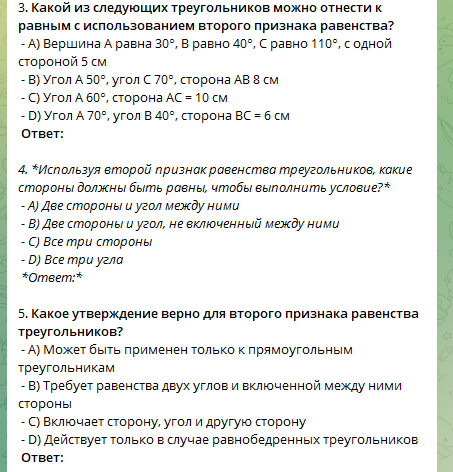 3. Какой из следующих треугольников можно отнести к
равным с использованием второго признака равенства?
- A) Вершина A равна 30°, B равно 40°, C равно 110°, с одной
стороной 5 см
- B) Угол A 50°, угол C 70°, сторона AB 8 см
- C) Угол A 60°, сторона AC = 10 см
- D) Угол A 70°, угол B 40°, сторона BC = 6 см
Ответ:
4. *Используя второй признак равенства треугольников, какие
стороны должны быть равны, чтобы выполнить условие?*
- A) Две стороны и угол между ними
- B) Две стороны и угол, не включенный между ними
- C) Все три стороны
- D) Все три угла
*Ответ:*
5. Какое утверждение верно для второго признака равенства
треугольников?
- A) Может быть применен только к прямоугольным
треугольникам
- B) Требует равенства двух углов и включенной между ними
стороны
- C) Включает сторону, угол и другую сторону
- D) Действует только в случае равнобедренных треугольников
Ответ: